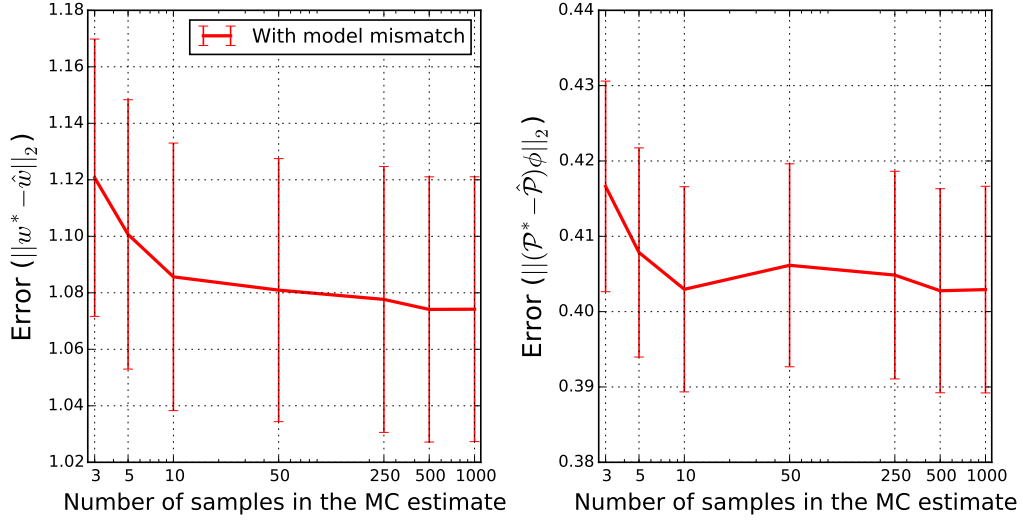 1.18
1.16
1.14
1.12
1.10
1.08
1.06
1.04
1.02
Error (||w* − ŵ||₂)
With model mismatch
3 5 10 50 250 500 1000
Number of samples in the MC estimate
0.44
0.43
0.42
0.41
0.40
0.39
0.38
Error (||(𝒫* − 𝒫̂)ϕ||₂)
3 5 10 50 250 500 1000
Number of samples in the MC estimate